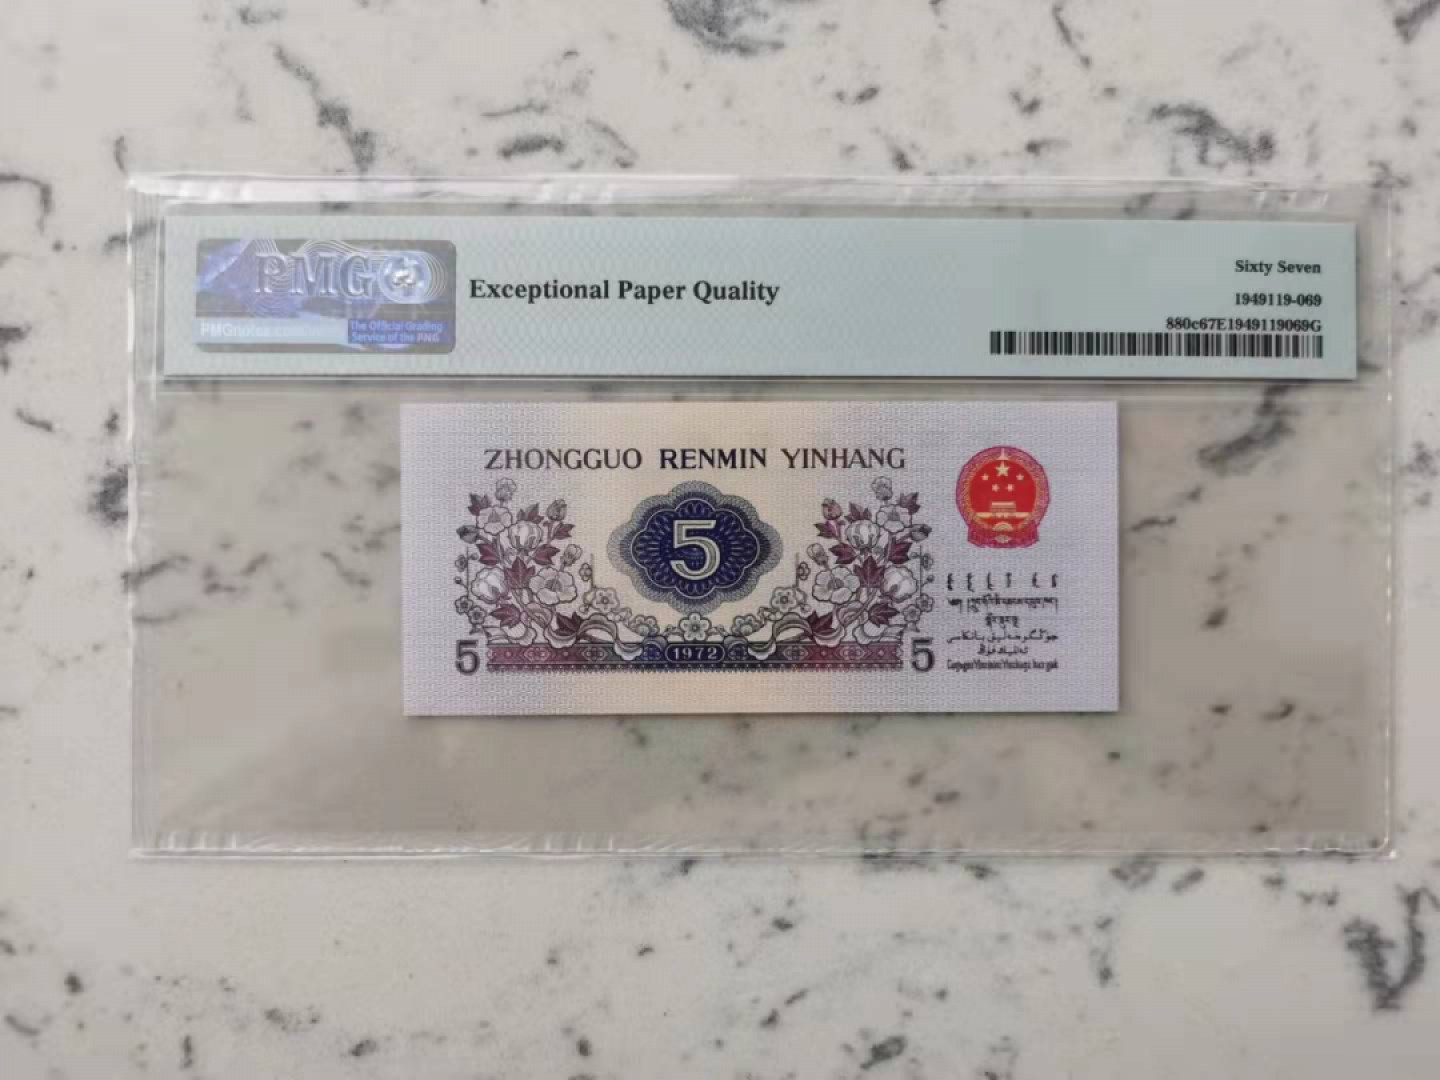 PMG
PMGnotes.com
The Official Grading
Service of the PNG
Exceptional Paper Quality
Sixty Seven
1949119-069
880c67E1949119069G
ZHONGGUO RENMIN YINHANG
5
5
1972
5